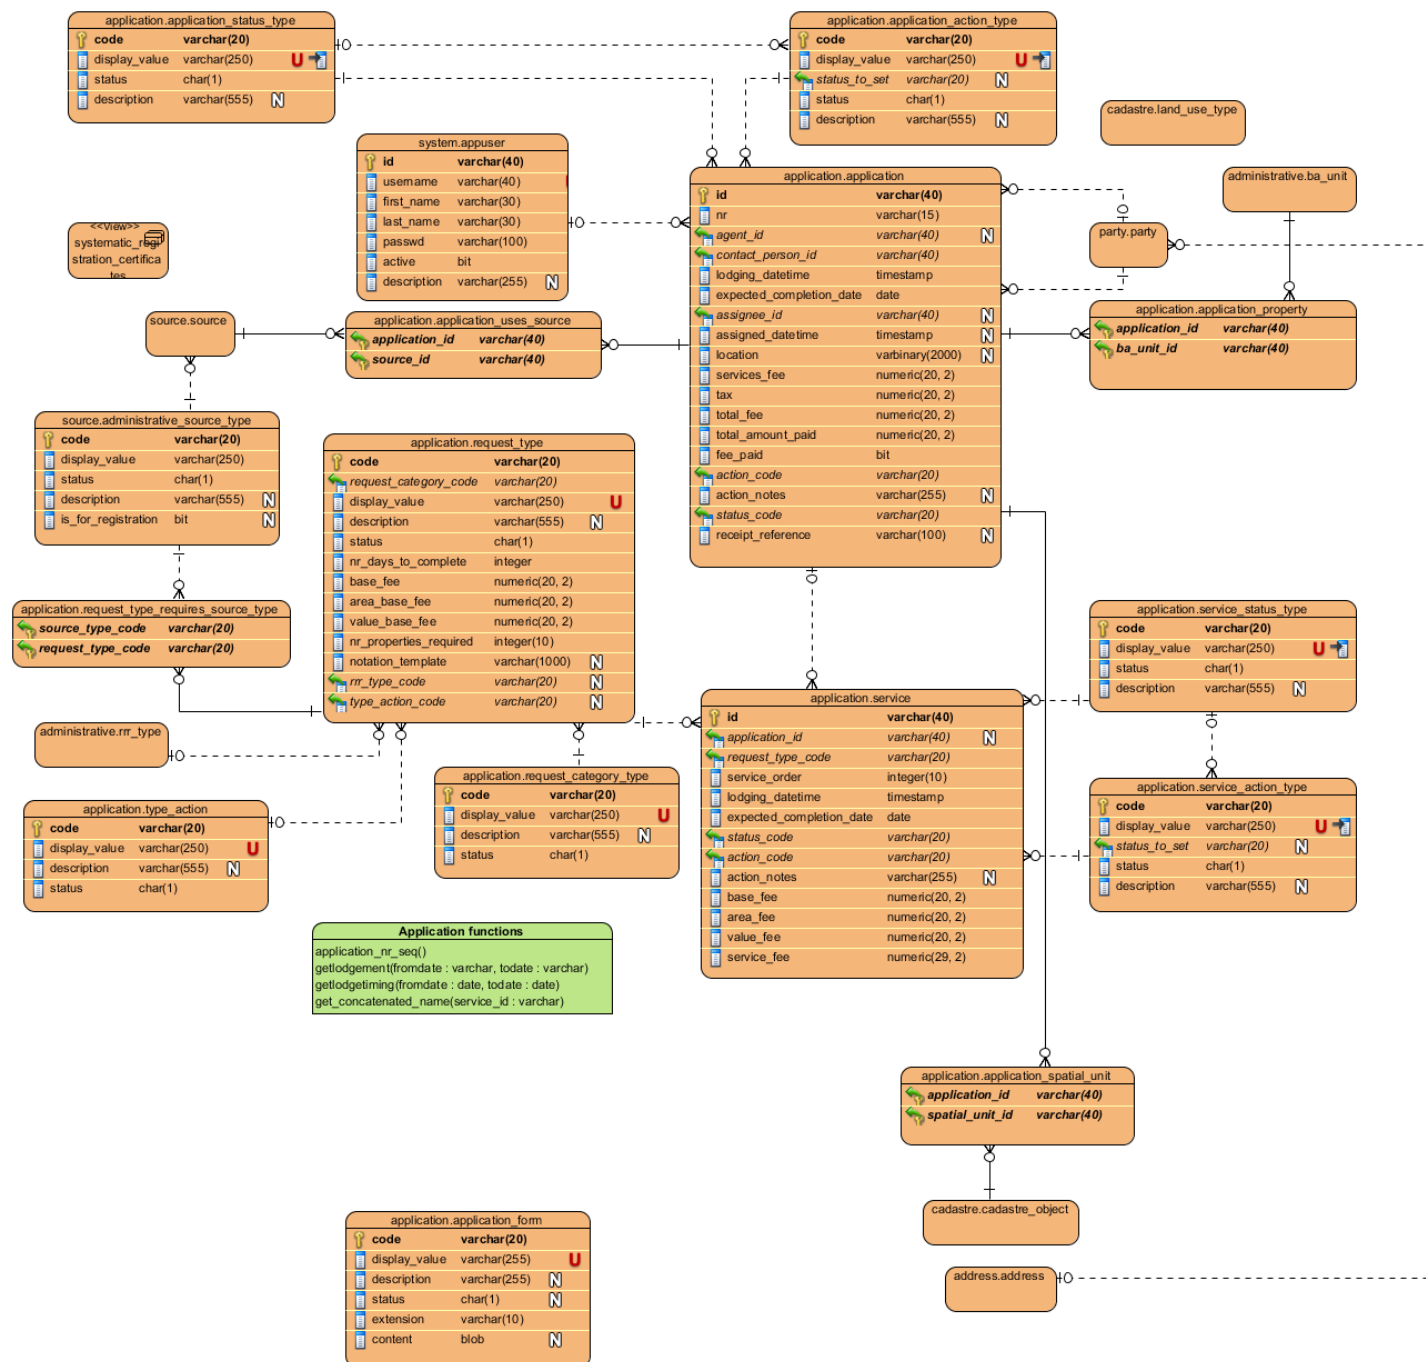 application.application_status_type
code varchar(20)
display_value varchar(250) U
status char(1)
description varchar(555) N
application.application_action_type
code varchar(20)
display_value varchar(250) U
status_to_set varchar(20) N
status char(1)
description varchar(555) N
cadastre.land_use_type
system.appuser
id varchar(40)
username varchar(40)
first_name varchar(30)
last_name varchar(30)
passwd varchar(100)
active bit
description varchar(255) N
application.application
id varchar(40)
nr varchar(15)
agent_id varchar(40) N
contact_person_id varchar(40)
lodging_datetime timestamp
expected_completion_date date
assignee_id varchar(40) N
assigned_datetime timestamp N
location varbinary(2000) N
services_fee numeric(20, 2)
tax numeric(20, 2)
total_fee numeric(20, 2)
total_amount_paid numeric(20, 2)
fee_paid bit
action_code varchar(20)
action_notes varchar(255) N
status_code varchar(20)
receipt_reference varchar(100) N
administrative.ba_unit
party.party
<<View>>
systematic_regi
stration_certifica
tes
source.source
application.application_uses_source
application_id varchar(40)
source_id varchar(40)
application.application_property
application_id varchar(40)
ba_unit_id varchar(40)
source.administrative_source_type
code varchar(20)
display_value varchar(250)
status char(1)
description varchar(555) N
is_for_registration bit N
application.request_type
code varchar(20)
request_category_code varchar(20)
display_value varchar(250) U
description varchar(555) N
status char(1)
nr_days_to_complete integer
base_fee numeric(20, 2)
area_base_fee numeric(20, 2)
value_base_fee numeric(20, 2)
nr_properties_required integer(10)
notation_template varchar(1000) N
rrr_type_code varchar(20) N
type_action_code varchar(20) N
application.request_type_requires_source_type
source_type_code varchar(20)
request_type_code varchar(20)
application.service_status_type
code varchar(20)
display_value varchar(250) U
status char(1)
description varchar(555) N
administrative.rrr_type
application.service
id varchar(40)
application_id varchar(40) N
request_type_code varchar(20)
service_order integer(10)
lodging_datetime timestamp
expected_completion_date date
status_code varchar(20)
action_code varchar(20)
action_notes varchar(255) N
base_fee numeric(20, 2)
area_fee numeric(20, 2)
value_fee numeric(20, 2)
service_fee numeric(29, 2)
application.request_category_type
code varchar(20)
display_value varchar(250) U
description varchar(555) N
status char(1)
application.service_action_type
code varchar(20)
display_value varchar(250) U
status_to_set varchar(20) N
status char(1)
description varchar(555) N
application.type_action
code varchar(20)
display_value varchar(250) U
description varchar(555) N
status char(1)
Application functions
application_nr_seq()
getlodgement(fromdate : varchar, todate : varchar)
getlodgetiming(fromdate : date, todate : date)
get_concatenated_name(service_id : varchar)
application.application_spatial_unit
application_id varchar(40)
spatial_unit_id varchar(40)
cadastre.cadastre_object
application.application_form
code varchar(20)
display_value varchar(255) U
description varchar(255) N
status char(1) N
extension varchar(10)
content blob N
address.address